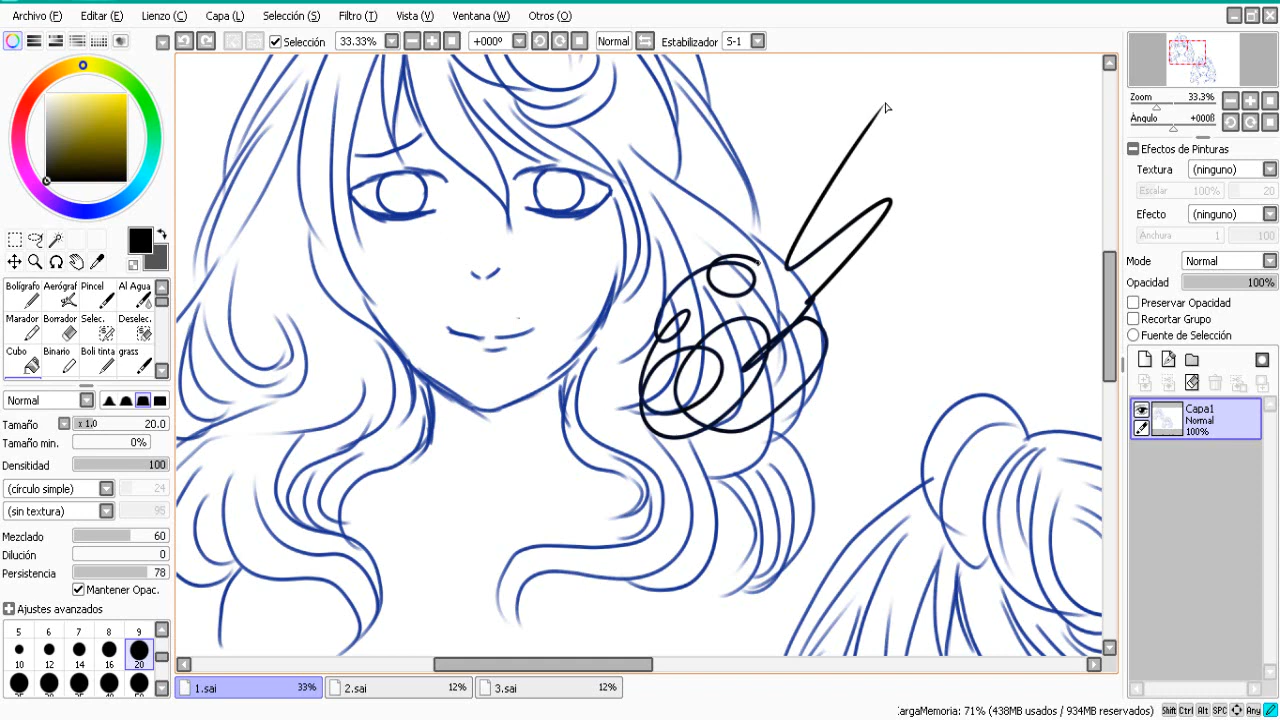 Archivo (F) Editar (E) Lienzo (C) Capa (L) Selección (S) Filtro (T) Vista (V) Ventana (W) Otros (O)
Selección 33.33% +000º Normal Estabilizador S-1
Zoom 33.3%
Ángulo +000ß
Efectos de Pinturas
Textura (ninguno)
Escalar 100% 20
Efecto (ninguno)
Anchura 1 100
Modo Normal
Opacidad 100%
Preservar Opacidad
Recortar Grupo
Fuente de Selección
Capa1
Normal
100%
Bolígrafo Aerógraf Pincel Al Agua
Marador Borrador Selec. Deselec.
Cubo Binario Boli tinta grass
Normal
Tamaño x 1.0 20.0
Tamaño min. 0%
Densitidad 100
(círculo simple) 24
(sin textura) 95
Mezclado 60
Dilución 0
Persistencia 78
Mantener Opac.
Ajustes avanzados
5 6 7 8 9
10 12 14 16 20
1.sai 33% 2.sai 12% 3.sai 12%
argaMemoria: 71% (438MB usados / 934MB reservados) Shift Ctrl Alt SPC Any